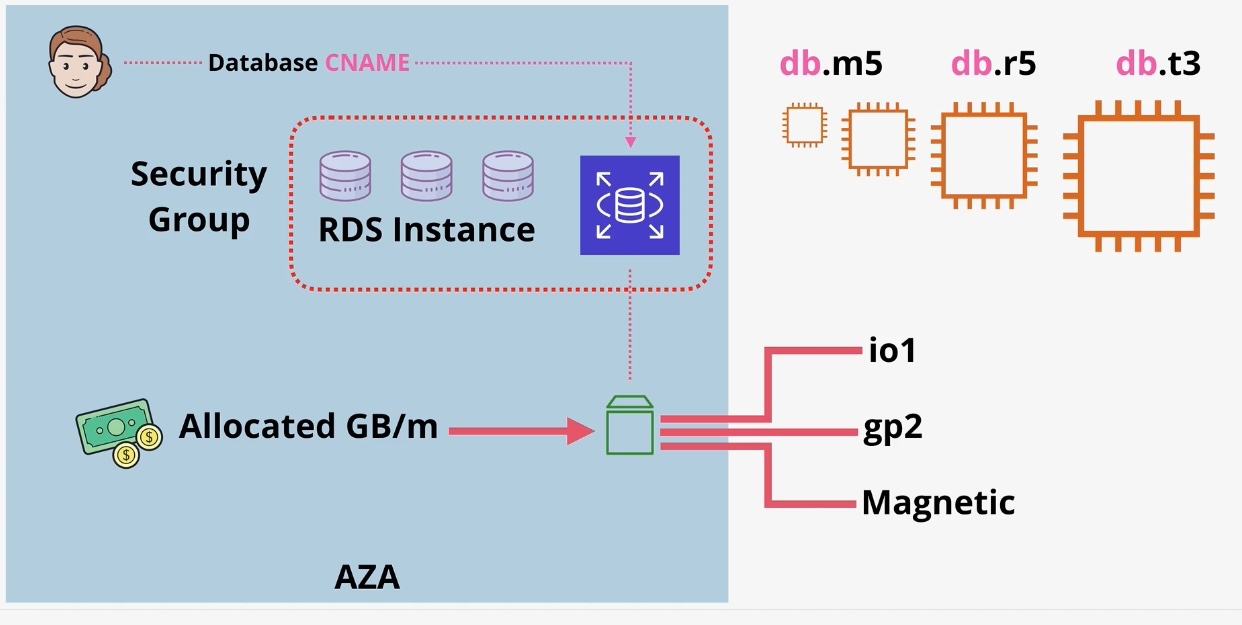 Database CNAME
db.m5
db.r5
db.t3
Security
Group
RDS Instance
io1
Allocated GB/m
gp2
Magnetic
AZA